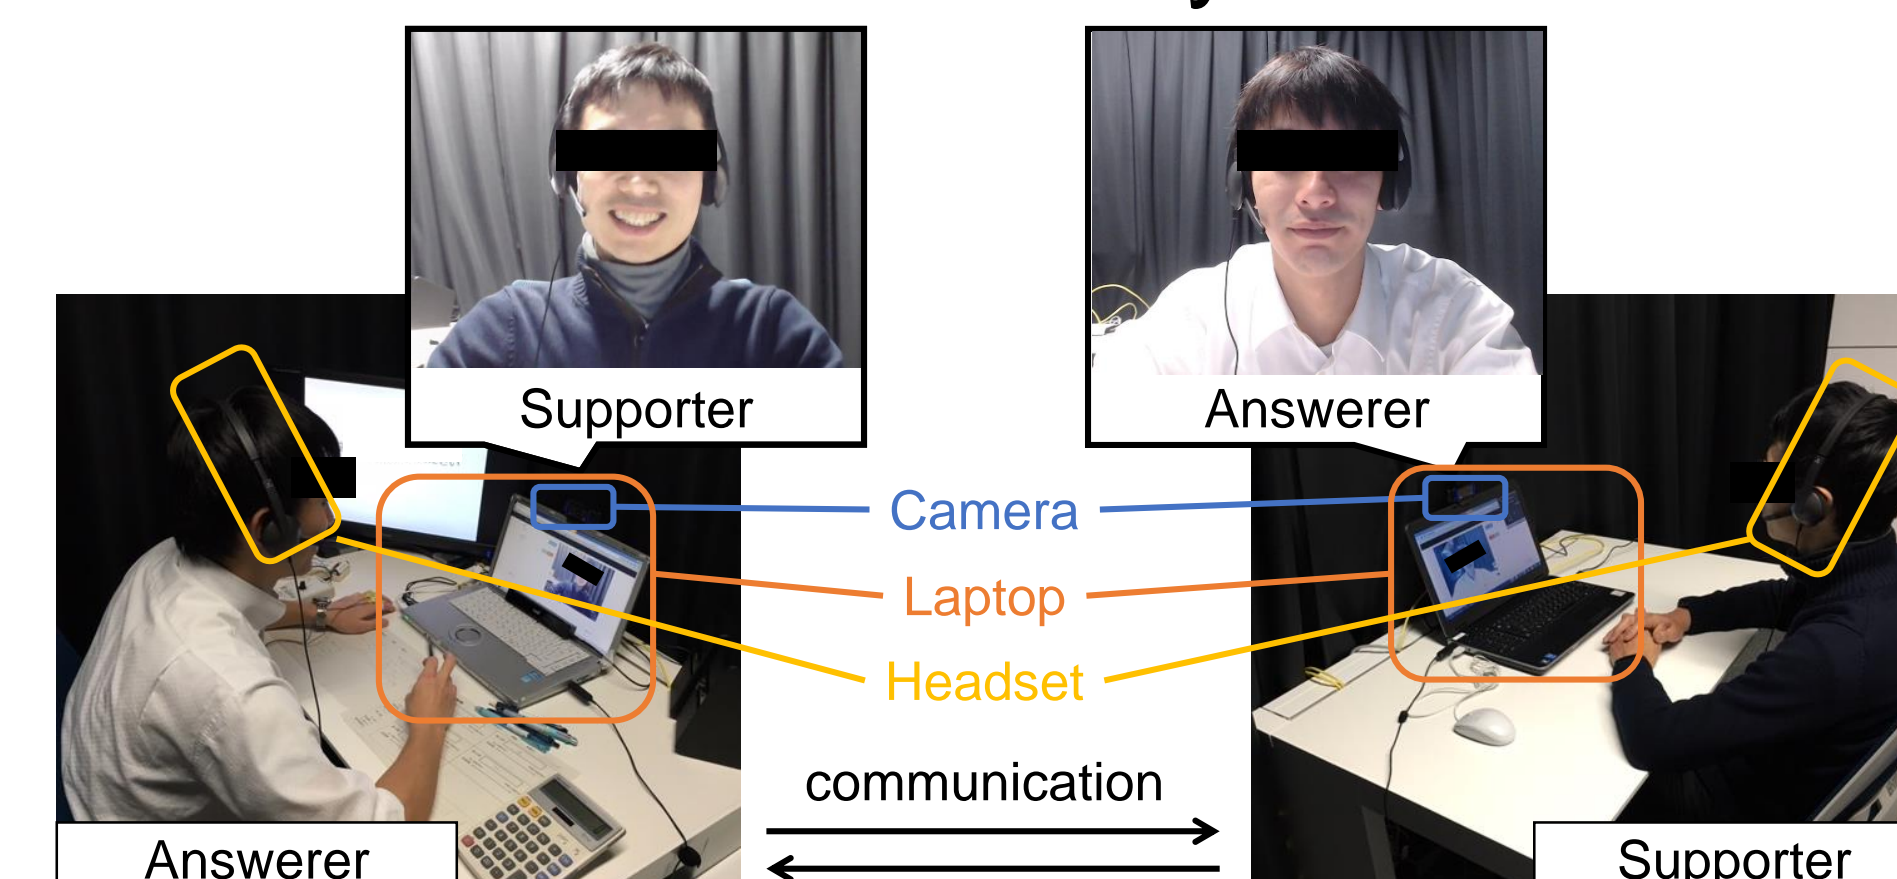 Supporter
Answerer
Camera
Laptop
Headset
communication
Answerer
Supporter